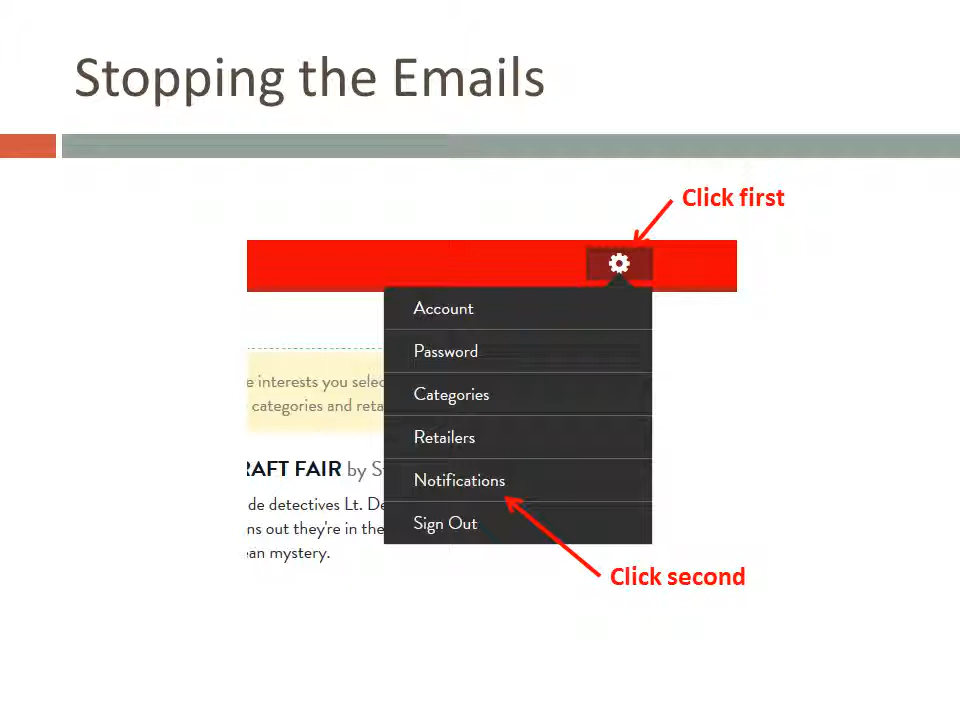 Stopping the Emails
Click first
Account
Password
e interests you selec
Categories
categories and reta
Retailers
RAFT FAIR by S
Notifications
de detectives Lt. De
Sign Out
ns out they're in the
ean mystery.
Click second